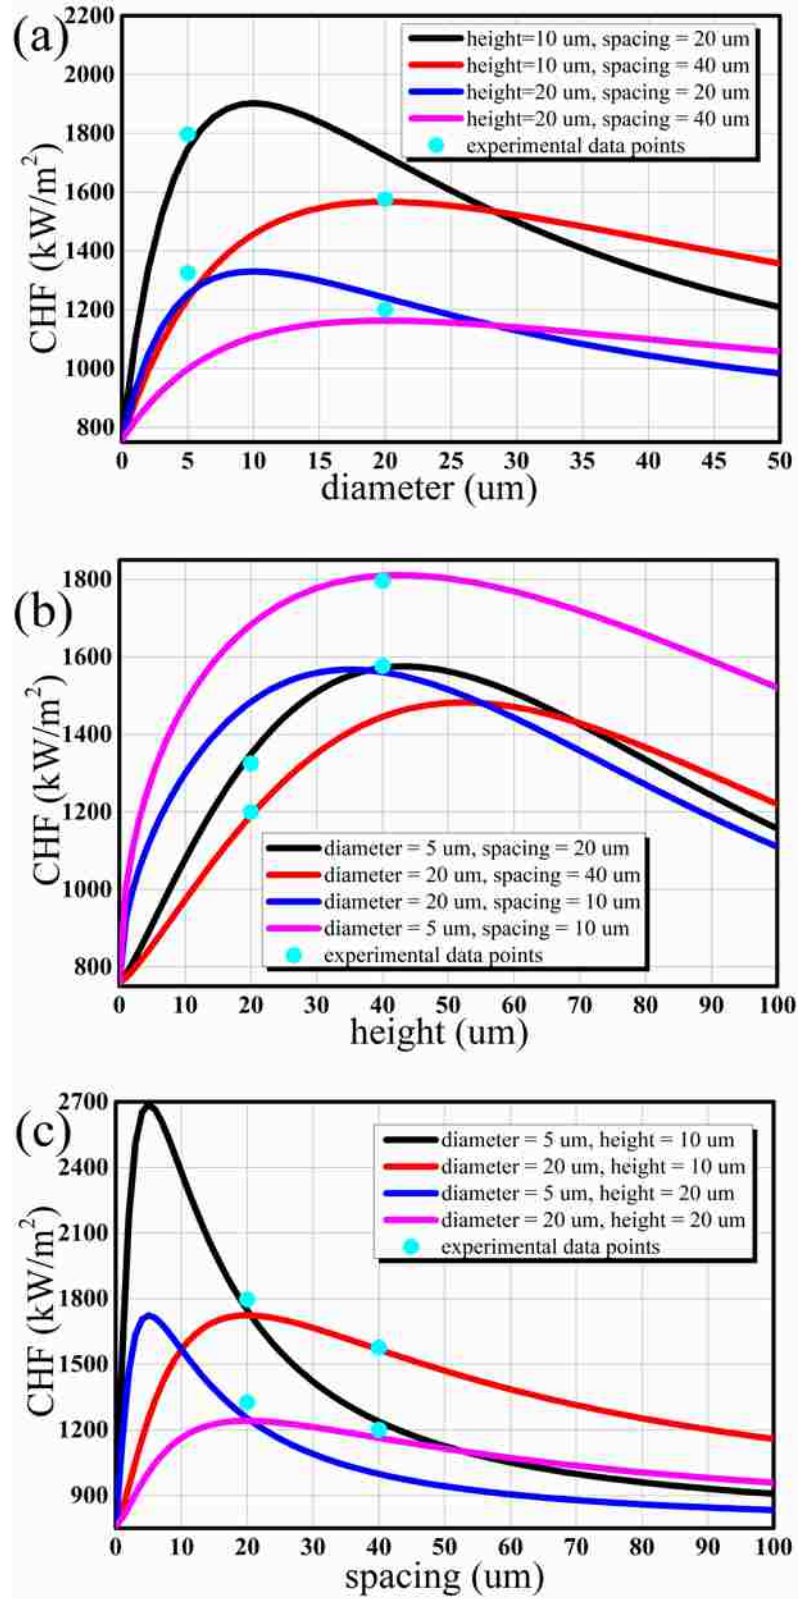 (a)
2200
2000
1800
1600
1400
1200
1000
800
CHF (kW/m²)
height=10 um, spacing = 20 um
height=10 um, spacing = 40 um
height=20 um, spacing = 20 um
height=20 um, spacing = 40 um
experimental data points
0 5 10 15 20 25 30 35 40 45 50
diameter (um)
(b)
1800
1600
1400
1200
1000
800
CHF (kW/m²)
diameter = 5 um, spacing = 20 um
diameter = 20 um, spacing = 40 um
diameter = 20 um, spacing = 10 um
diameter = 5 um, spacing = 10 um
experimental data points
0 10 20 30 40 50 60 70 80 90 100
height (um)
(c)
2700
2400
2100
1800
1500
1200
900
CHF (kW/m²)
diameter = 5 um, height = 10 um
diameter = 20 um, height = 10 um
diameter = 5 um, height = 20 um
diameter = 20 um, height = 20 um
experimental data points
0 10 20 30 40 50 60 70 80 90 100
spacing (um)